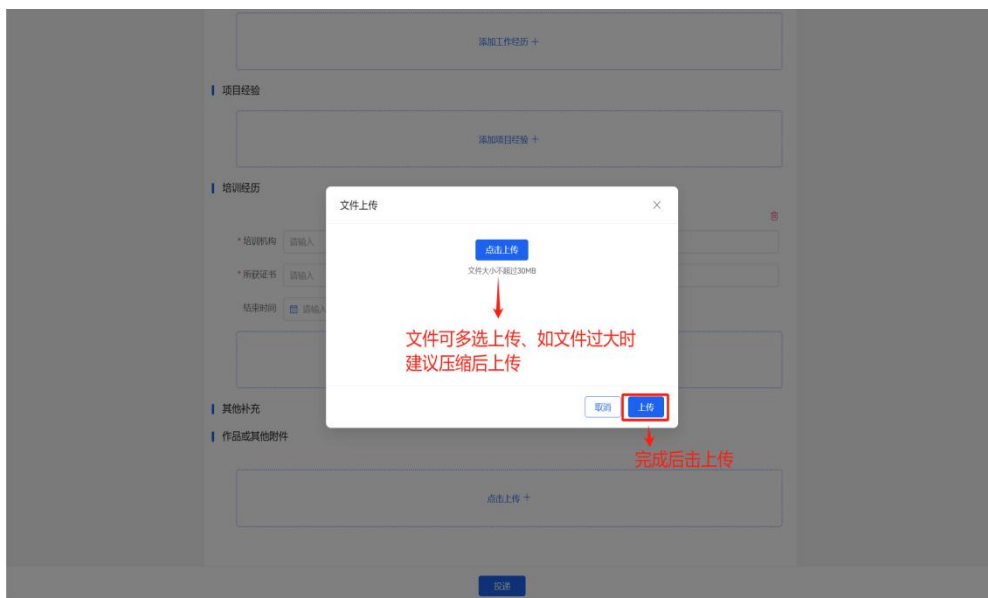 添加工作经历 +
项目经验
添加项目经验 +
培训经历
文件上传
* 培训机构 请输入
点击上传
文件大小不超过30MB
* 所获证书 请输入
结束时间 请输入
文件可多选上传、如文件过大时
建议压缩后上传
取消 上传
其他补充
作品或其他附件
完成后击上传
点击上传 +
投递